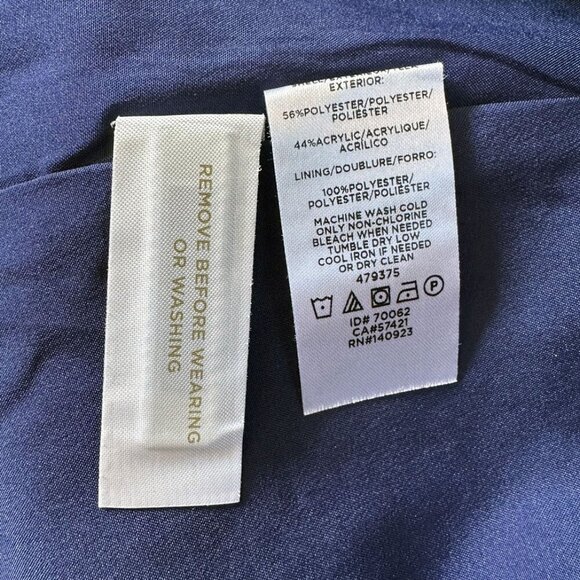 REMOVE BEFORE WEARING
OR WASHING
EXTERIOR:
56%POLYESTER/POLYESTER/
POLIÉSTER
44%ACRYLIC/ACRYLIQUE/
ACRÍLICO
LINING/DOUBLURE/FORRO:
100%POLYESTER/
POLYESTER/POLIÉSTER
MACHINE WASH COLD
ONLY NON-CHLORINE
BLEACH WHEN NEEDED
TUMBLE DRY LOW
COOL IRON IF NEEDED
OR DRY CLEAN
479375
P
ID# 70062
CA#57421
RN#140923